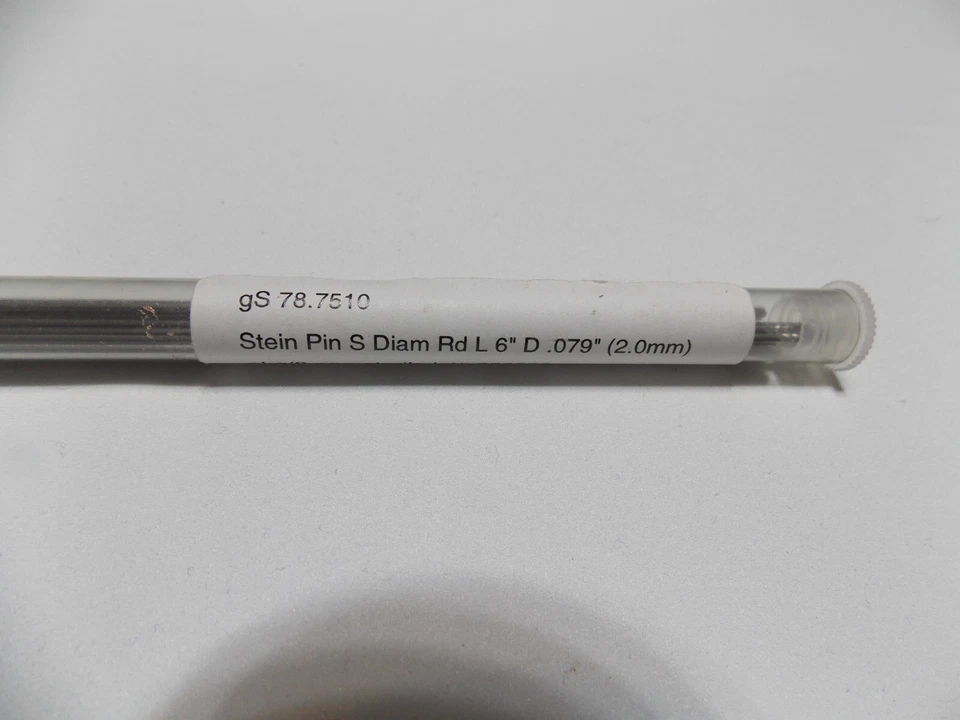 gS 78.7510
Stein Pin S Diam Rd L 6" D .079" (2.0mm)